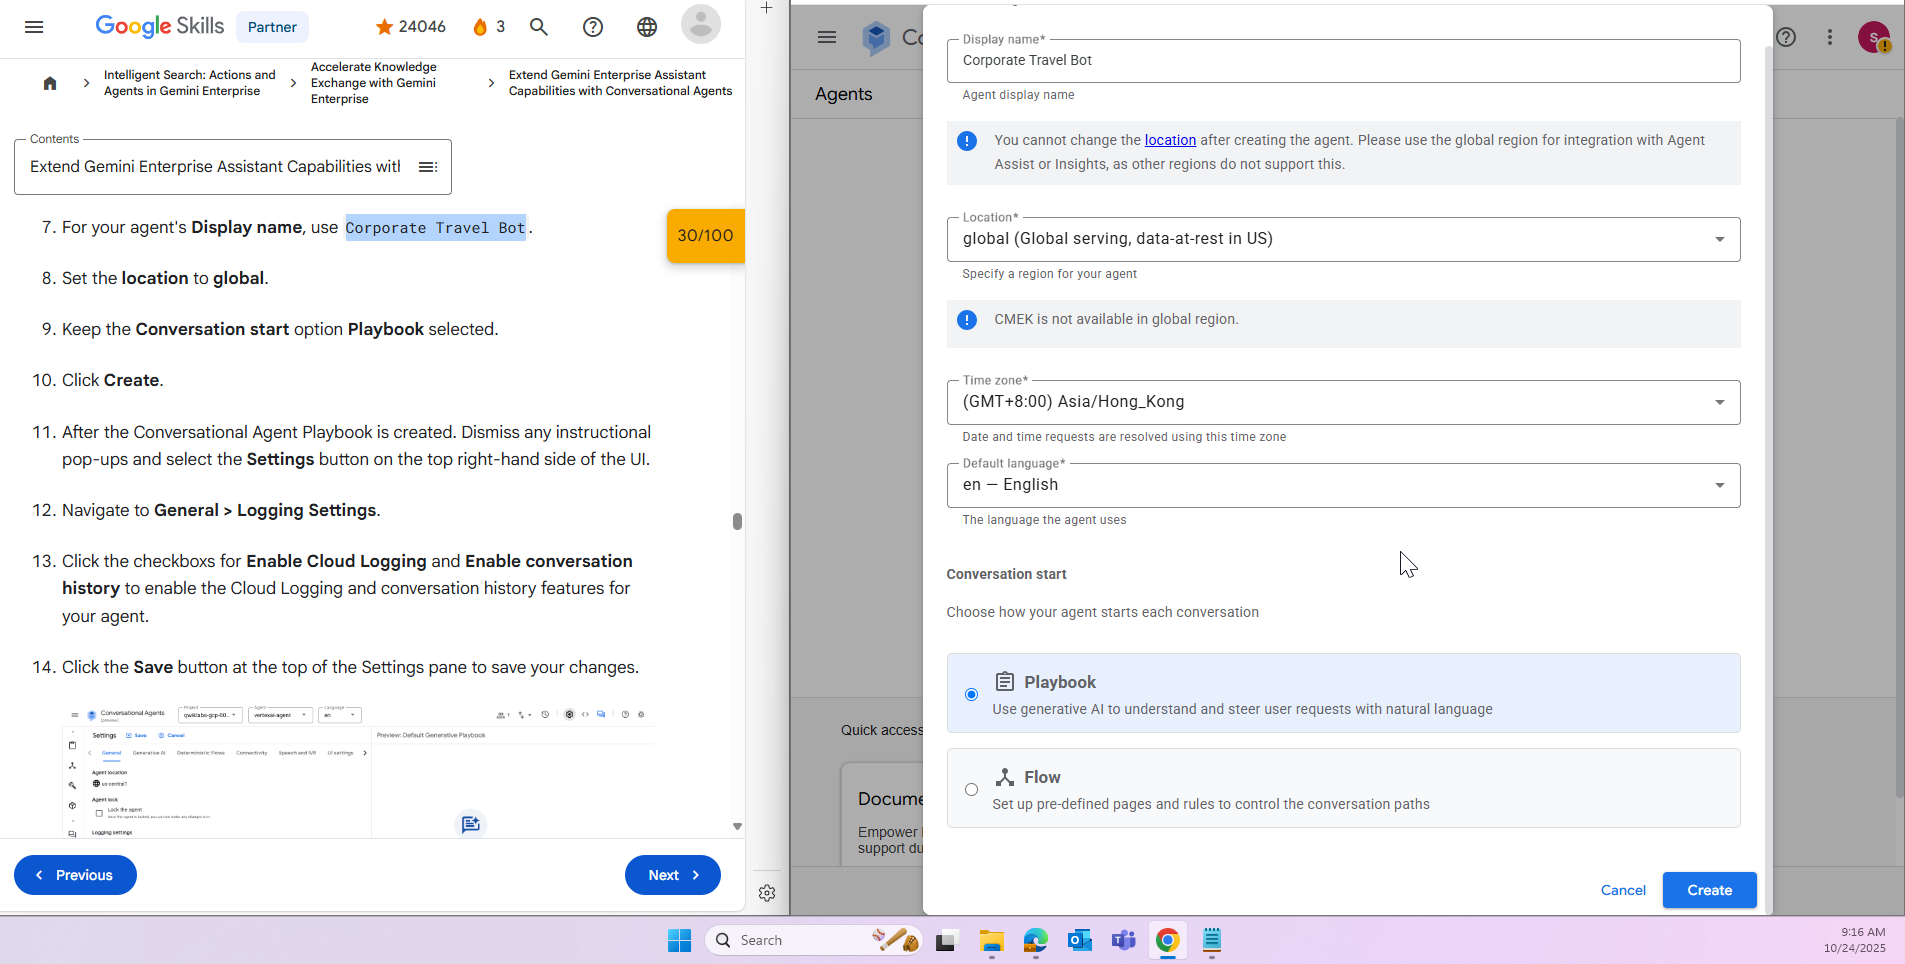 Google Skills
Partner
24046
3
Intelligent Search: Actions and
Agents in Gemini Enterprise
Accelerate Knowledge
Exchange with Gemini
Enterprise
Extend Gemini Enterprise Assistant
Capabilities with Conversational Agents
Contents
Extend Gemini Enterprise Assistant Capabilities with
7. For your agent's Display name, use Corporate Travel Bot.
30/100
8. Set the location to global.
9. Keep the Conversation start option Playbook selected.
10. Click Create.
11. After the Conversational Agent Playbook is created. Dismiss any instructional
pop-ups and select the Settings button on the top right-hand side of the UI.
12. Navigate to General > Logging Settings.
13. Click the checkboxs for Enable Cloud Logging and Enable conversation
history to enable the Cloud Logging and conversation history features for
your agent.
14. Click the Save button at the top of the Settings pane to save your changes.
Conversational Agents
Project
qwiklabs-gcp-00...
Agent
vertexai-agent
Language
en
Settings Save Cancel
Preview: Default Generative Playbook
General Generative AI Deterministic Flows Connectivity Speech and IVR UI settings
Agent location
us-central1
Agent lock
Lock the agent
Logging settings
Previous
Next
Co
S
Agents
Quick access
Docume
Empower
support du
Display name*
Corporate Travel Bot
Agent display name
You cannot change the location after creating the agent. Please use the global region for integration with Agent
Assist or Insights, as other regions do not support this.
Location*
global (Global serving, data-at-rest in US)
Specify a region for your agent
CMEK is not available in global region.
Time zone*
(GMT+8:00) Asia/Hong_Kong
Date and time requests are resolved using this time zone
Default language*
en — English
The language the agent uses
Conversation start
Choose how your agent starts each conversation
Playbook
Use generative AI to understand and steer user requests with natural language
Flow
Set up pre-defined pages and rules to control the conversation paths
Cancel
Create
Search
9:16 AM
10/24/2025